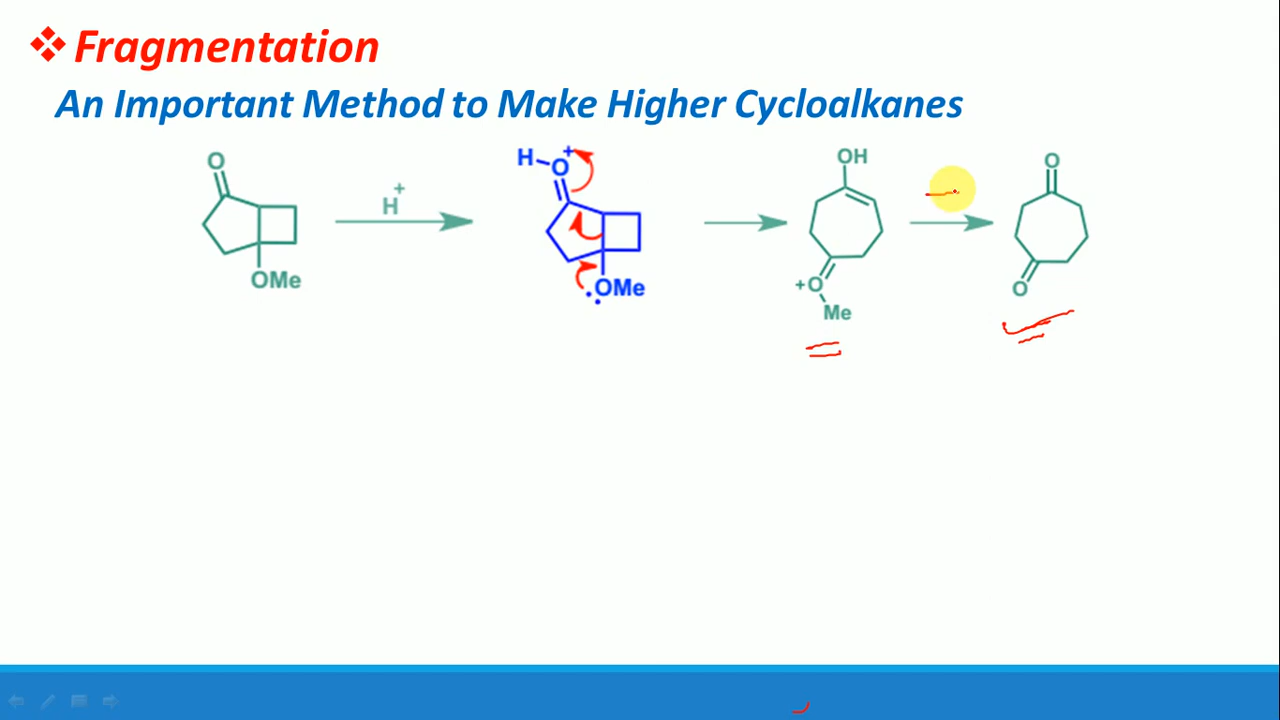 ❖ Fragmentation
An Important Method to Make Higher Cycloalkanes
O
OMe
H+
H-O+
OMe
OH
+O
Me
O
O